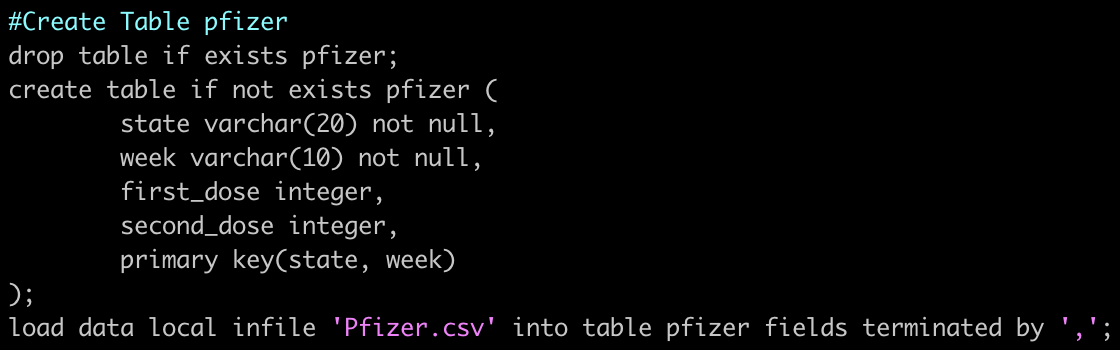 #Create Table pfizer
drop table if exists pfizer;
create table if not exists pfizer (
        state varchar(20) not null,
        week varchar(10) not null,
        first_dose integer,
        second_dose integer,
        primary key(state, week)
);
load data local infile 'Pfizer.csv' into table pfizer fields terminated by ',';